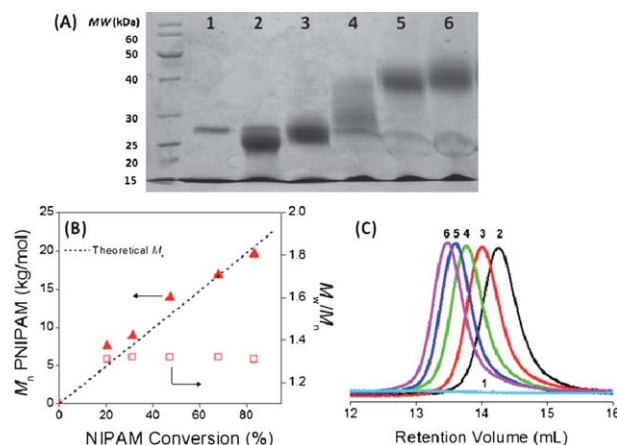 (A)
MW (kDa) 1 2 3 4 5 6
60
50
40
30
25
20
15
(B)
Theoretical Mn
25
20
15
10
5
0
Mn PNIPAM (kg/mol)
2.0
1.8
1.6
1.4
1.2
Mw/Mn
0 20 40 60 80 100
NIPAM Conversion (%)
(C)
6 5 4 3 2
1
12 13 14 15 16
Retention Volume (mL)